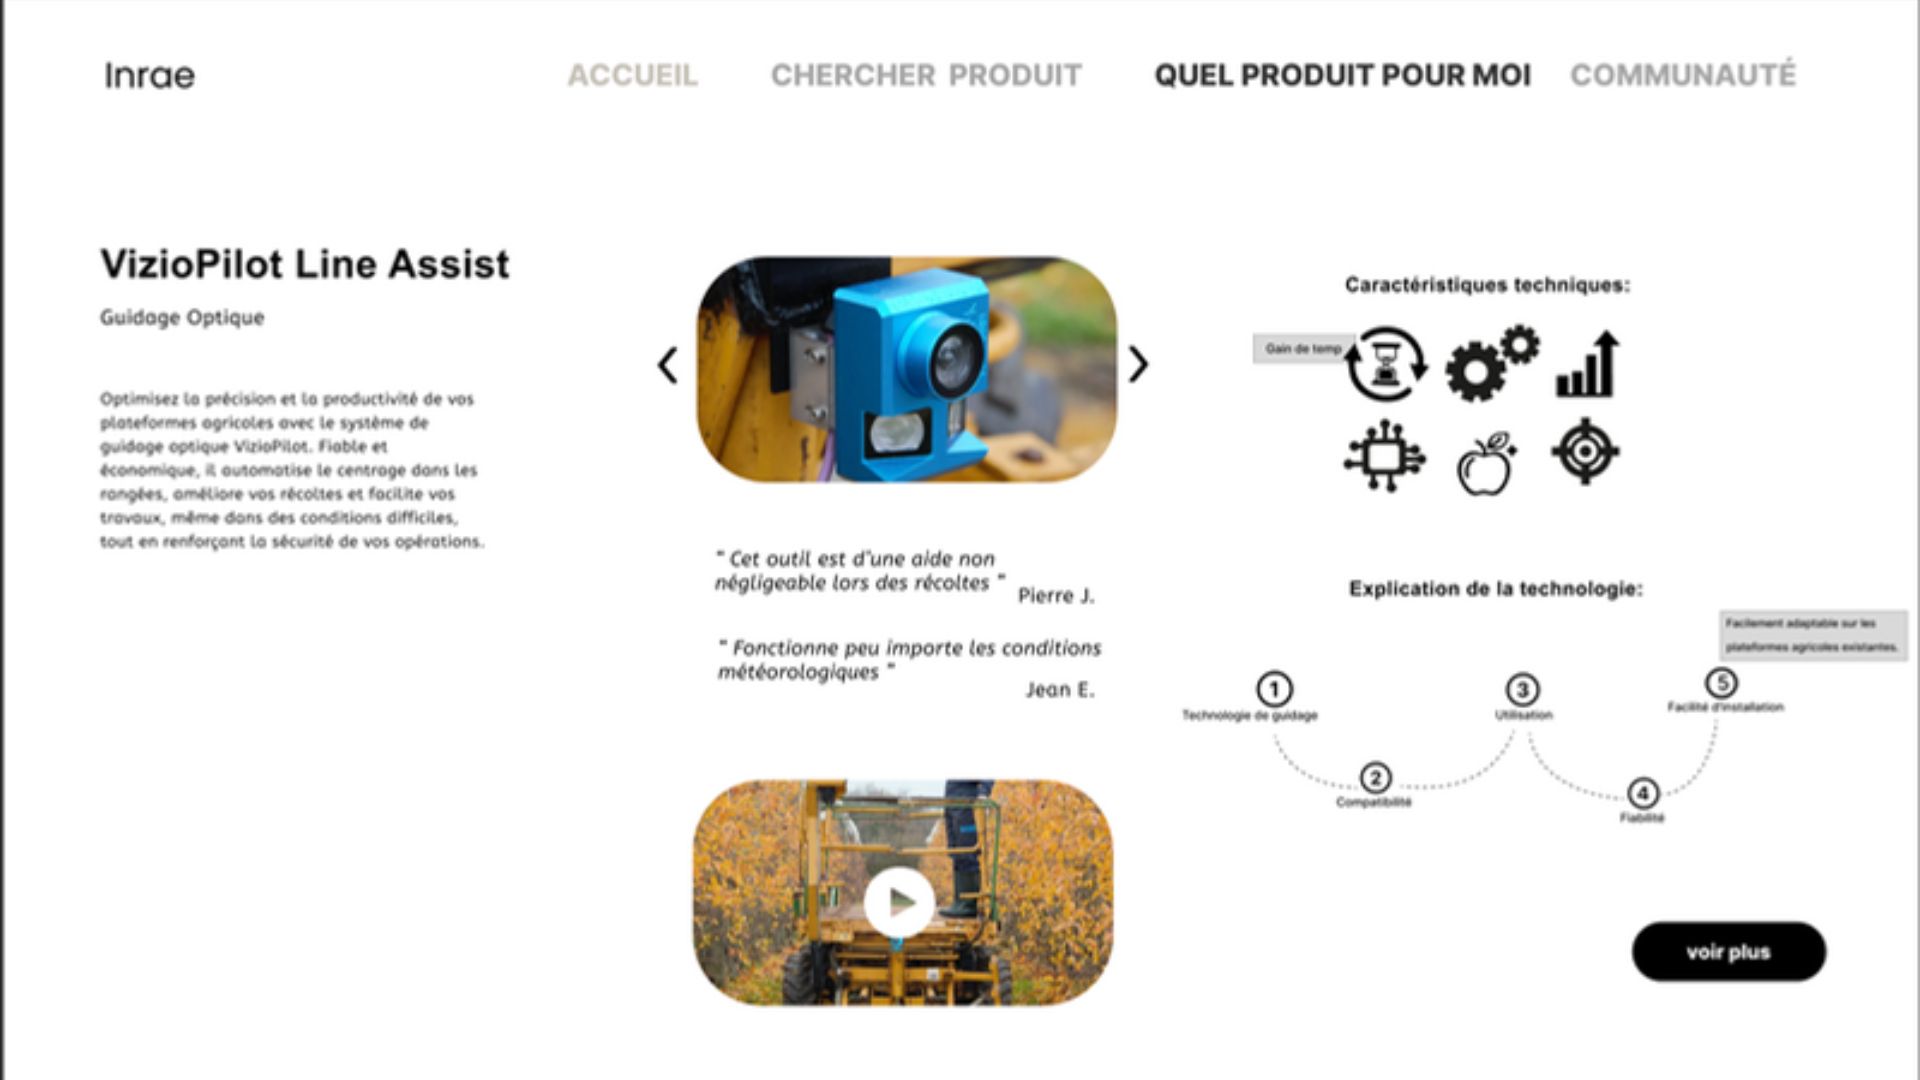 Inrae
ACCUEIL
CHERCHER PRODUIT
QUEL PRODUIT POUR MOI
COMMUNAUTÉ
VizioPilot Line Assist
Guidage Optique
Optimisez la précision et la productivité de vos
plateformes agricoles avec le système de
guidage optique VizioPilot. Fiable et
économique, il automatise le centrage dans les
rangées, améliore vos récoltes et facilite vos
travaux, même dans des conditions difficiles,
tout en renforçant la sécurité de vos opérations.
" Cet outil est d'une aide non
négligeable lors des récoltes "
Pierre J.
" Fonctionne peu importe les conditions
météorologiques "
Jean E.
Caractéristiques techniques:
Gain de temp
Explication de la technologie:
Facilement adaptable sur les
plateformes agricoles existantes.
1
Technologie de guidage
2
Compatibilité
3
Utilisation
4
Fiabilité
5
Facilité d'installation
voir plus